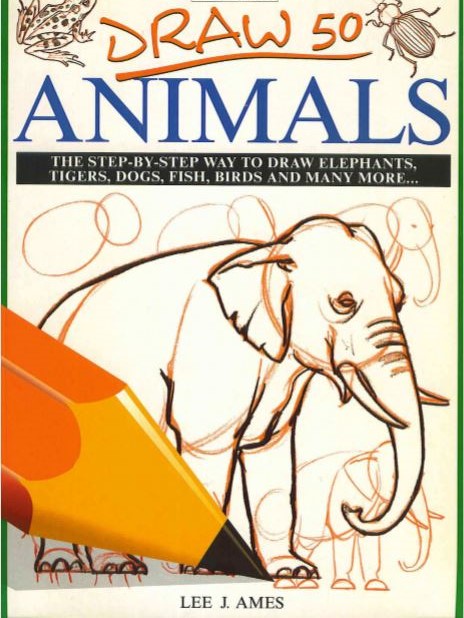 DRAW 50
ANIMALS
THE STEP-BY-STEP WAY TO DRAW ELEPHANTS,
TIGERS, DOGS, FISH, BIRDS AND MANY MORE...
LEE J. AMES